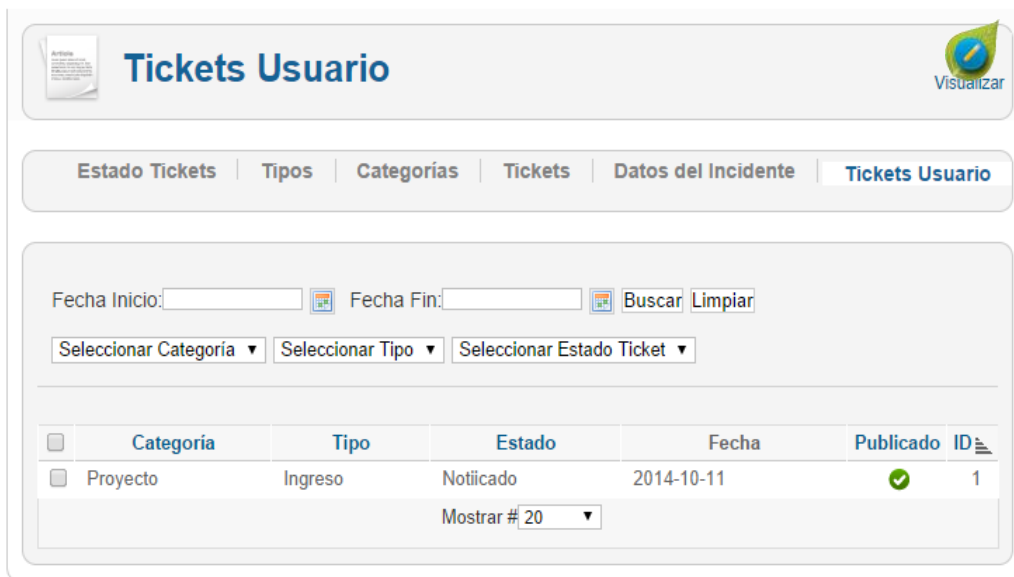 Article
Tickets Usuario
Visualizar
Estado Tickets Tipos Categorías Tickets Datos del Incidente Tickets Usuario
Fecha Inicio: Fecha Fin: Buscar Limpiar
Seleccionar Categoría Seleccionar Tipo Seleccionar Estado Ticket
Categoría Tipo Estado Fecha Publicado ID
Proyecto Ingreso Notiicado 2014-10-11 1
Mostrar # 20